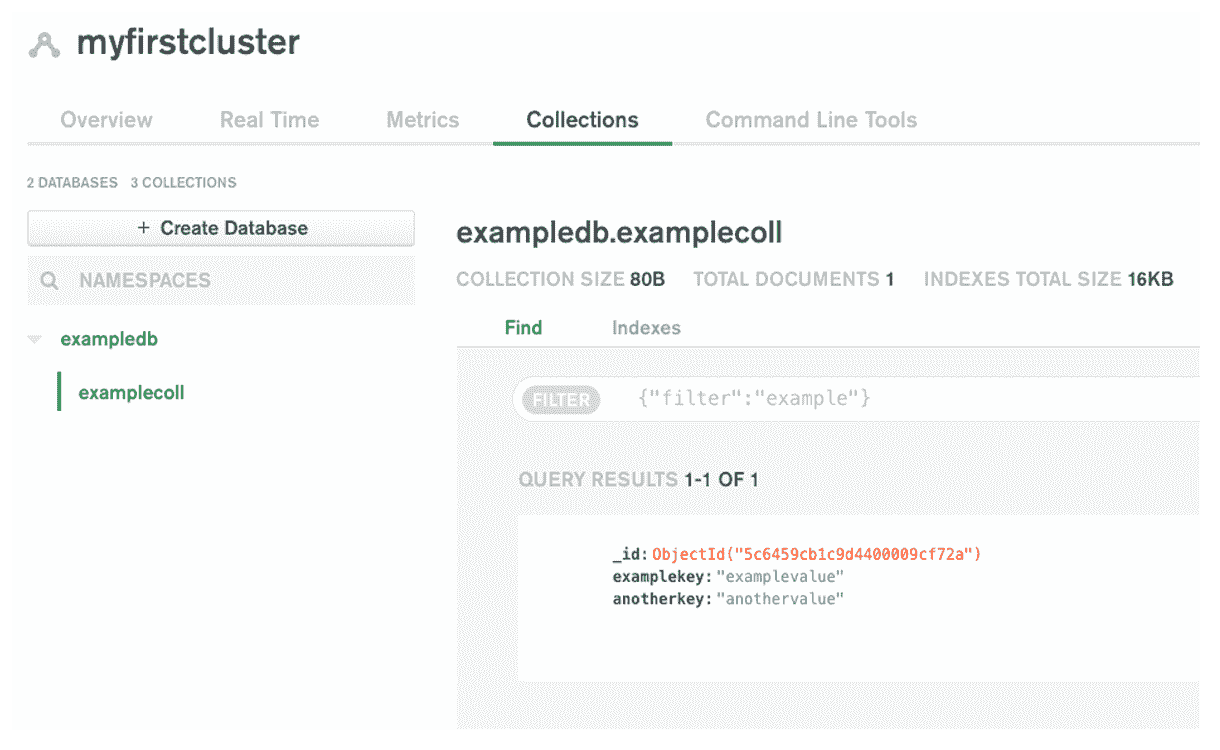 myfirstcluster
Overview Real Time Metrics Collections Command Line Tools
2 DATABASES 3 COLLECTIONS
+ Create Database
NAMESPACES
exampledb
examplecoll
exampledb.examplecoll
COLLECTION SIZE 80B TOTAL DOCUMENTS 1 INDEXES TOTAL SIZE 16KB
Find Indexes
FILTER {"filter":"example"}
QUERY RESULTS 1-1 OF 1
_id: ObjectId("5c6459cb1c9d4400009cf72a")
examplekey: "examplevalue"
anotherkey: "anothervalue"